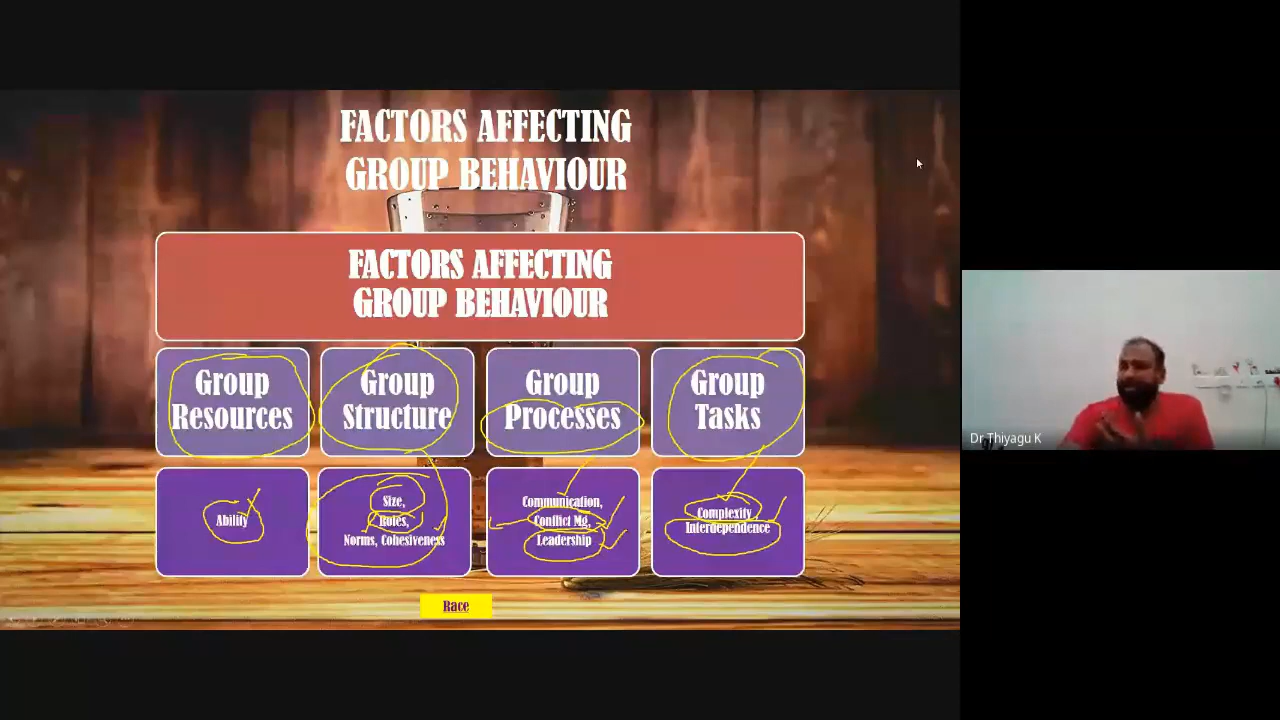 FACTORS AFFECTING
GROUP BEHAVIOUR
FACTORS AFFECTING
GROUP BEHAVIOUR
Group
Resources
Group
Structure
Group
Processes
Group
Tasks
Ability
Size,
Roles,
Norms, Cohesiveness
Communication,
Conflict Mg,
Leadership
Complexity
Interdependence
Race
Dr Thiyagu K